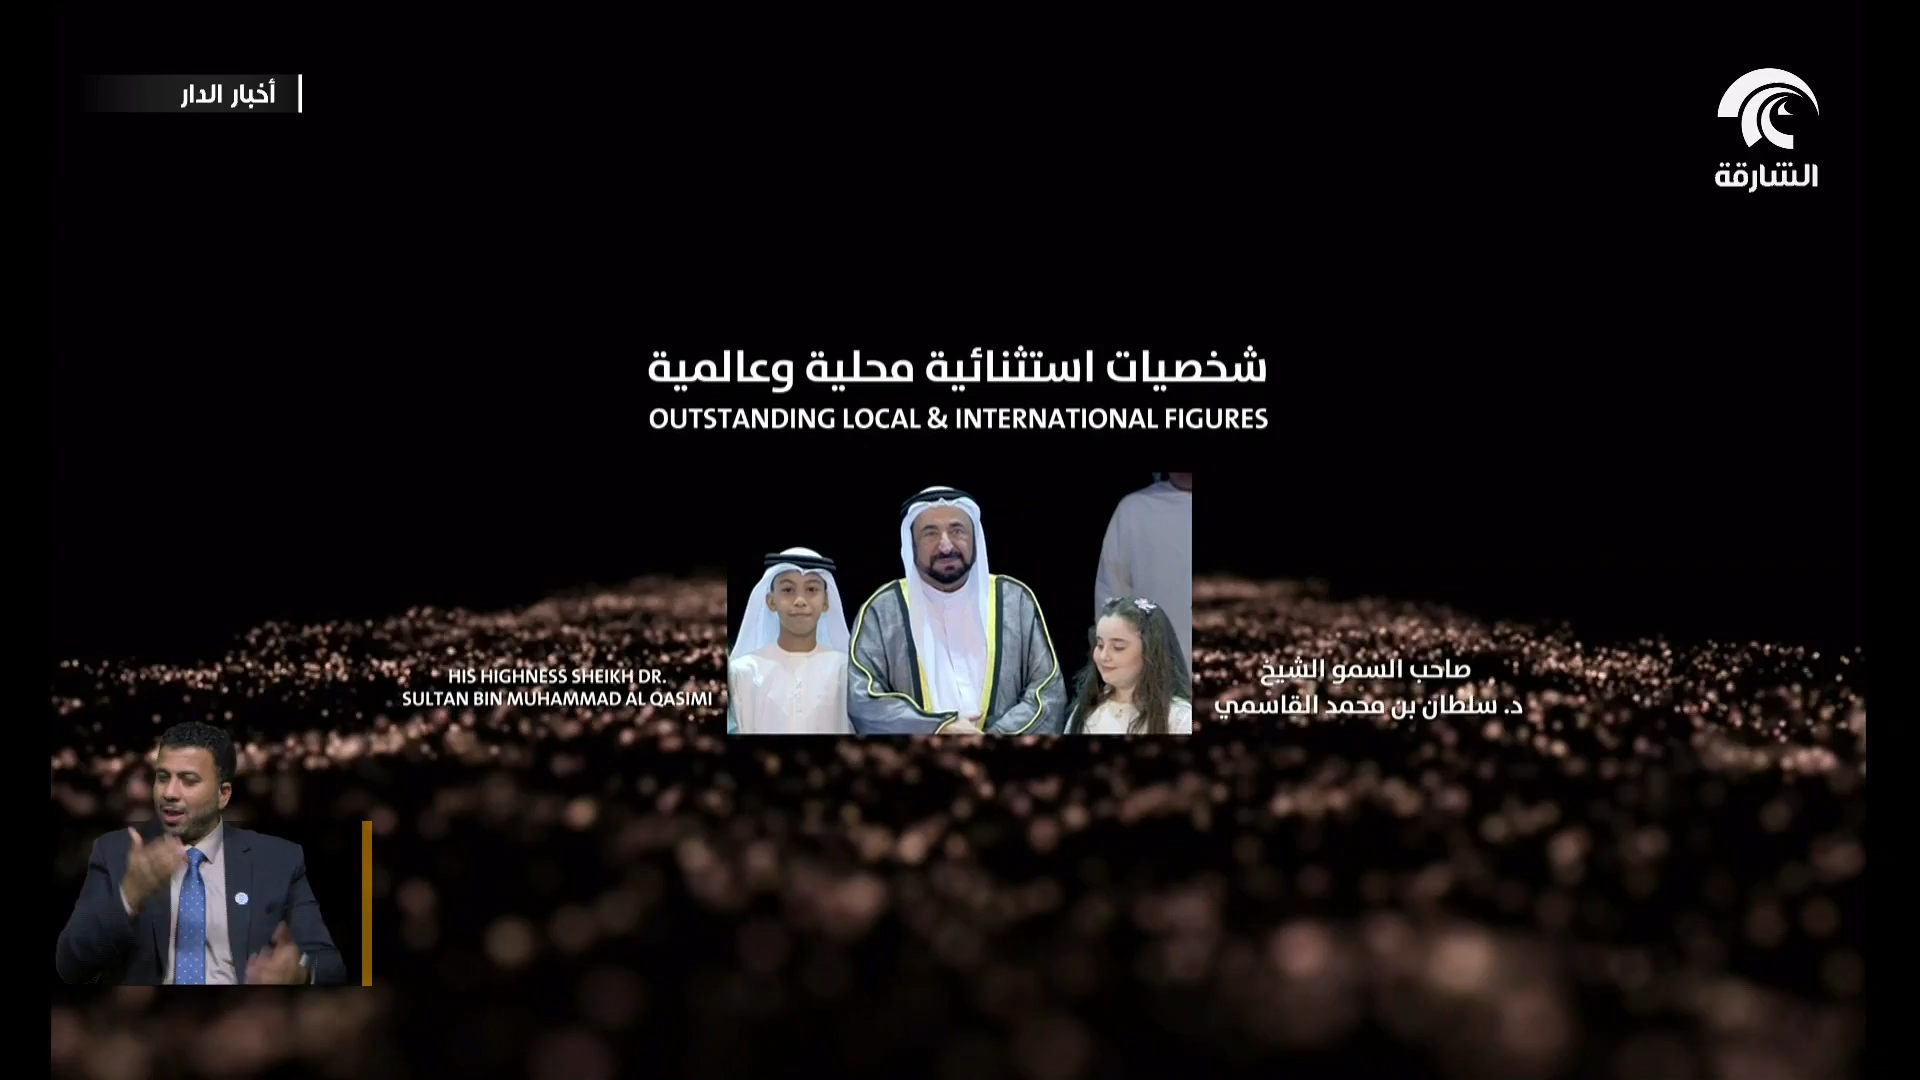 أخبار الدار
الشارقة
شخصيات استثنائية محلية وعالمية
OUTSTANDING LOCAL & INTERNATIONAL FIGURES
HIS HIGHNESS SHEIKH DR.
SULTAN BIN MUHAMMAD AL QASIMI
صاحب السمو الشيخ
د. سلطان بن محمد القاسمي